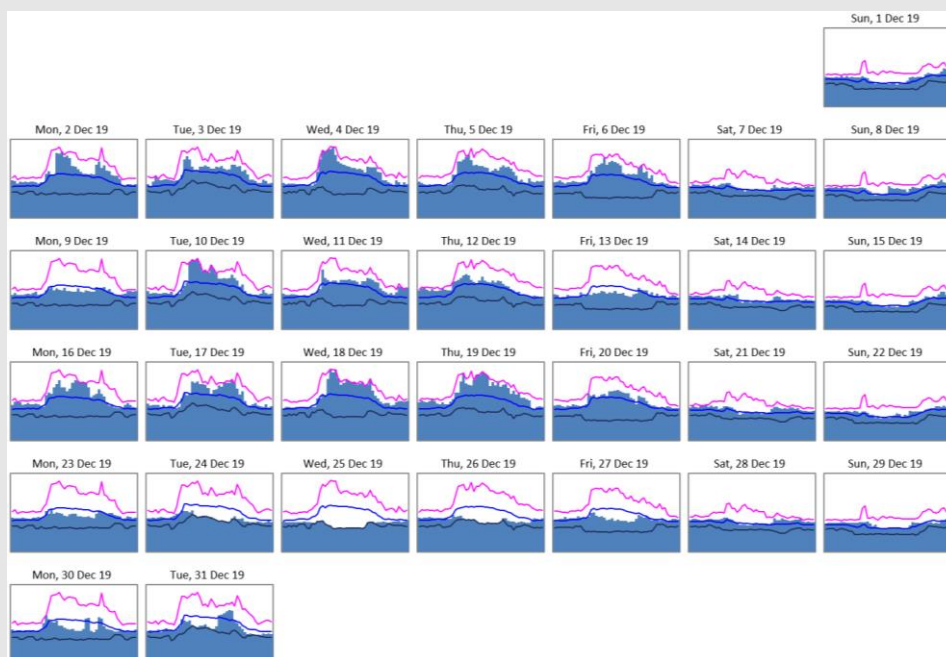 Sun, 1 Dec 19
Mon, 2 Dec 19 Tue, 3 Dec 19 Wed, 4 Dec 19 Thu, 5 Dec 19 Fri, 6 Dec 19 Sat, 7 Dec 19 Sun, 8 Dec 19
Mon, 9 Dec 19 Tue, 10 Dec 19 Wed, 11 Dec 19 Thu, 12 Dec 19 Fri, 13 Dec 19 Sat, 14 Dec 19 Sun, 15 Dec 19
Mon, 16 Dec 19 Tue, 17 Dec 19 Wed, 18 Dec 19 Thu, 19 Dec 19 Fri, 20 Dec 19 Sat, 21 Dec 19 Sun, 22 Dec 19
Mon, 23 Dec 19 Tue, 24 Dec 19 Wed, 25 Dec 19 Thu, 26 Dec 19 Fri, 27 Dec 19 Sat, 28 Dec 19 Sun, 29 Dec 19
Mon, 30 Dec 19 Tue, 31 Dec 19